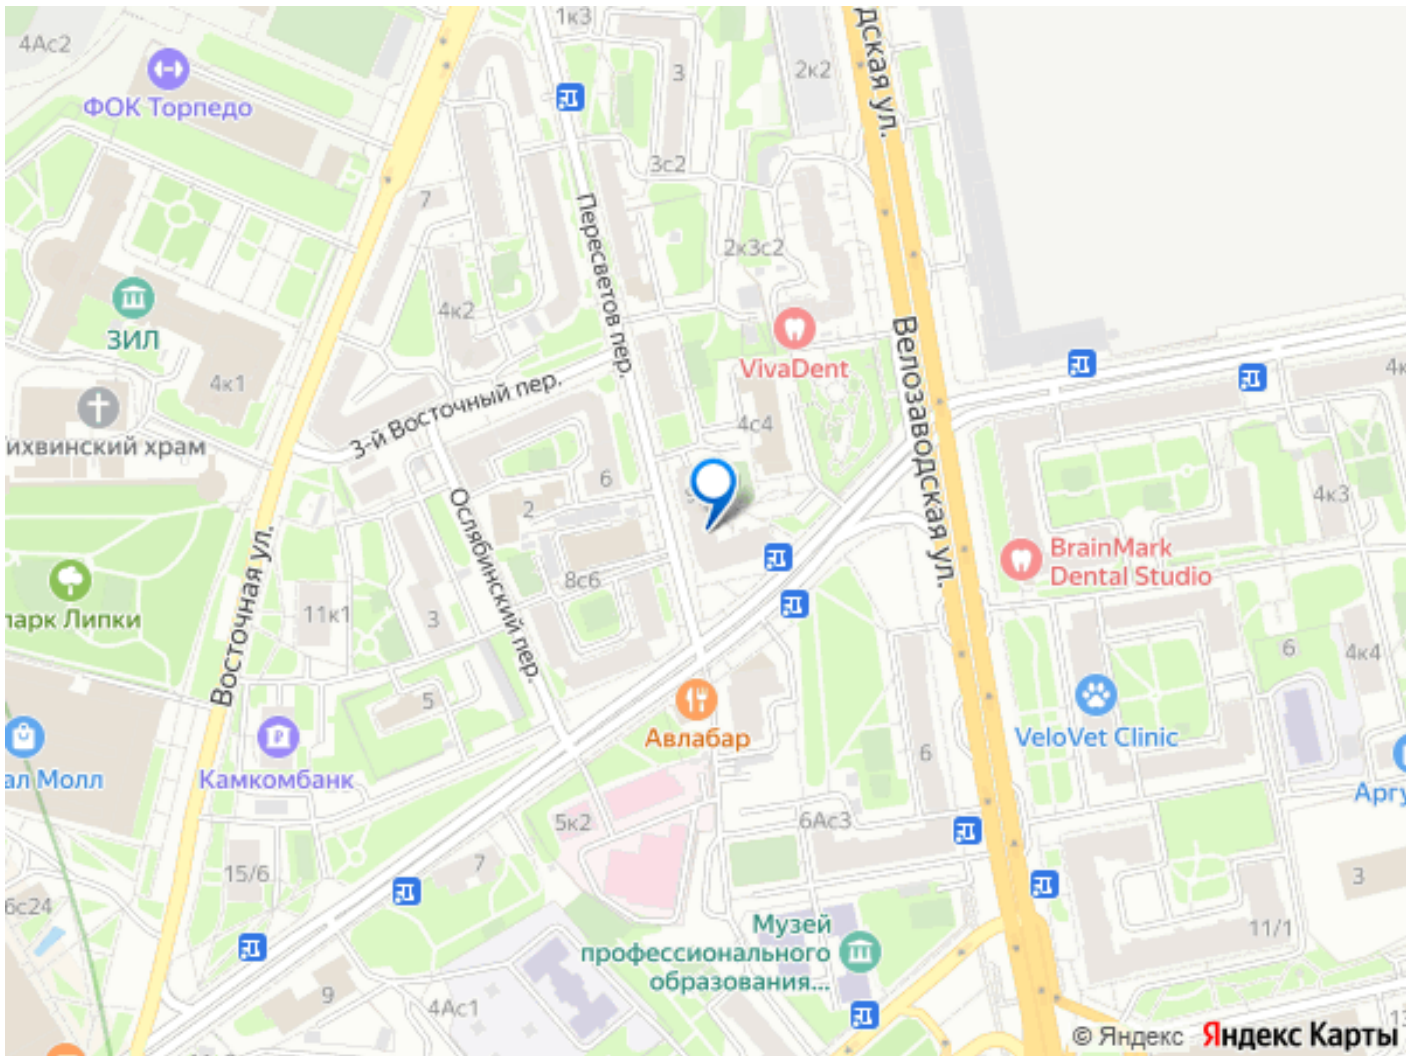 1к3
дская ул.
4Ас2
3
2к2
ФОК Торпедо
3с2
7
Пересветов пер.
2к3с2
4к2
ЗИЛ
VivaDent
Велозаводская ул.
4к1
3-й Восточный пер.
4к
ихвинский храм
4с4
6
4к3
2
Ослябинский пер.
BrainMark
Dental Studio
8с6
парк Липки
11к1
3
Восточная ул.
6
4к4
5
Авлабар
VeloVet Clinic
6
ал Молл
Камкомбанк
Аргу
5к2
6Ас3
15/6
7
3
6с24
Музей
профессионального
образования...
11/1
9
4Ас1
13
© Яндекс Яндекс Карты